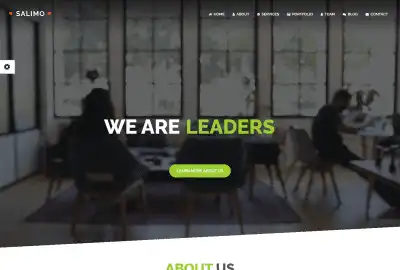 SALIMO
HOME ABOUT SERVICES PORTFOLIO TEAM BLOG CONTACT
WE ARE LEADERS
LEARN MORE ABOUT US
ABOUT US